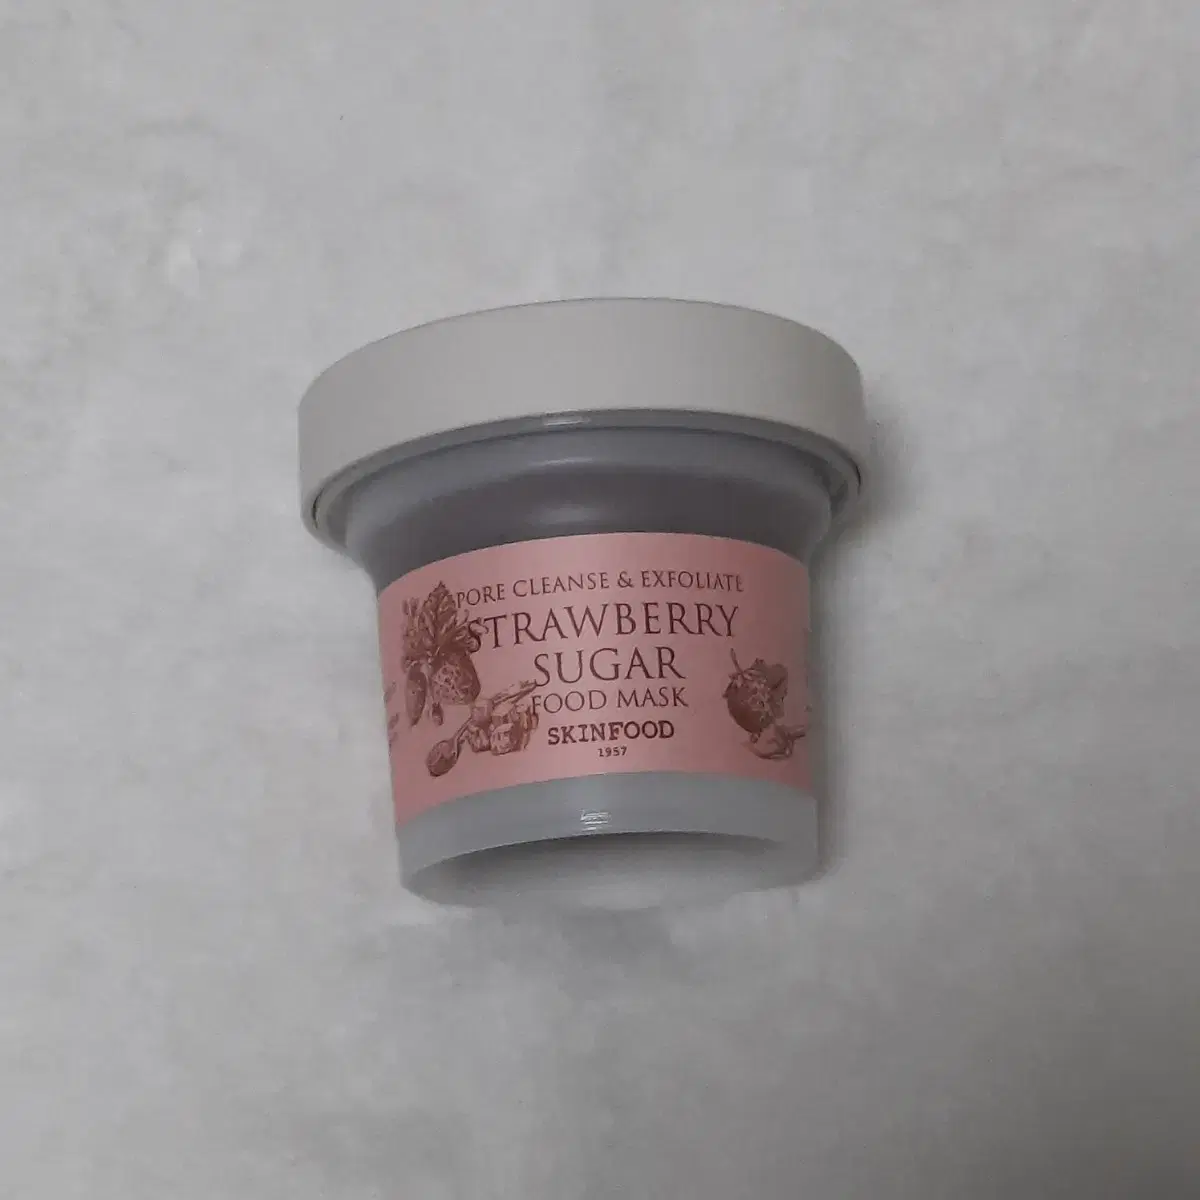 PORE CLEANSE & EXFOLIATE
STRAWBERRY
SUGAR
FOOD MASK
SKINFOOD
1957